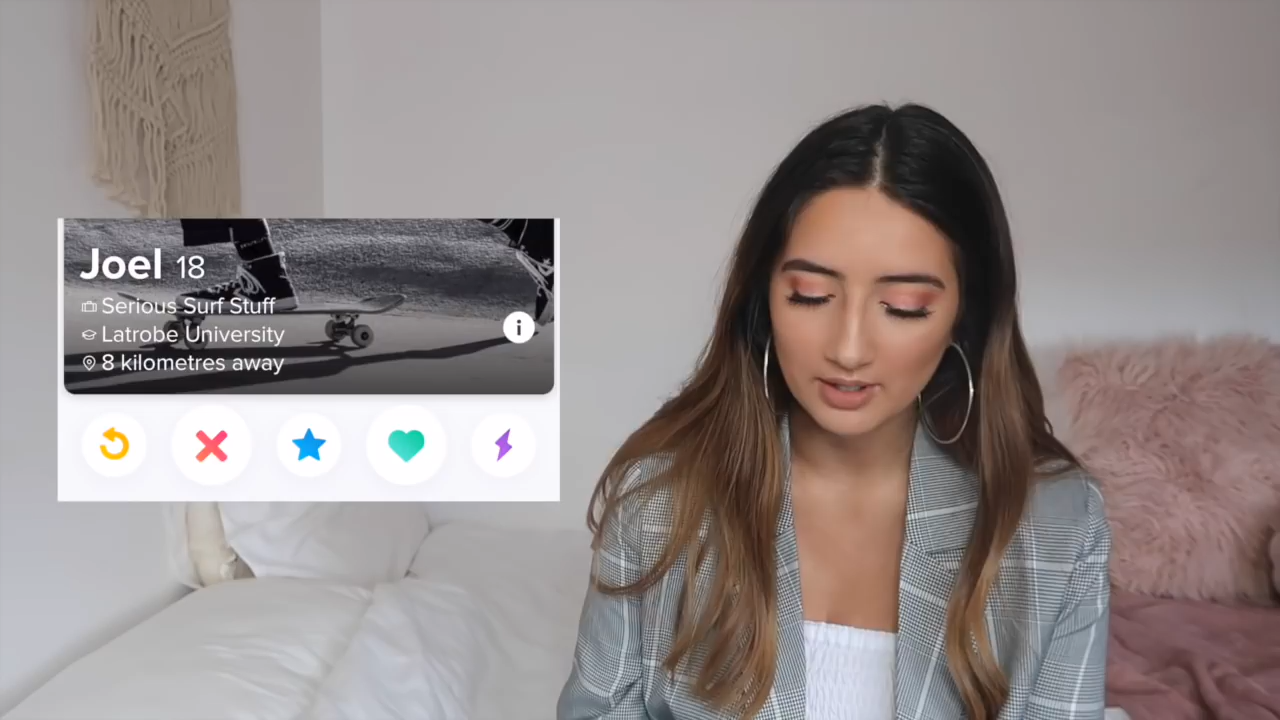 Joel 18
Serious Surf Stuff
Latrobe University
8 kilometres away
i